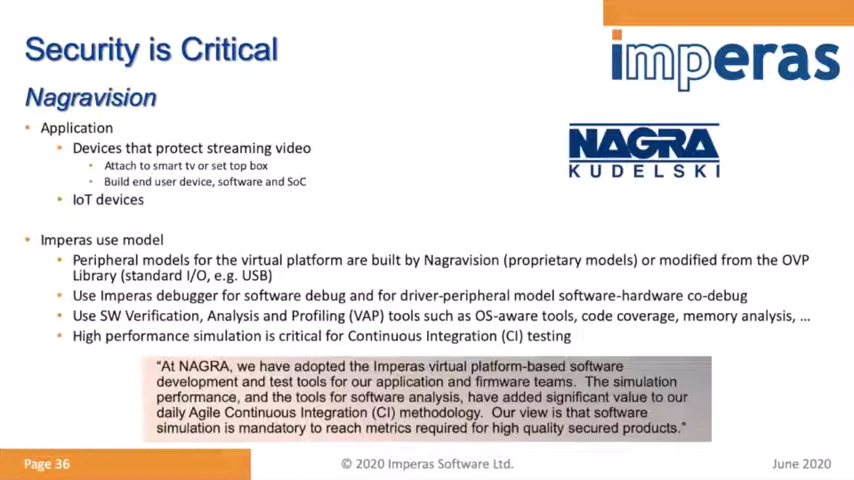 Security is Critical
imperas
Nagravision
NAGRA
KUDELSKI
• Application
• Devices that protect streaming video
• Attach to smart tv or set top box
• Build end user device, software and SoC
• IoT devices
• Imperas use model
• Peripheral models for the virtual platform are built by Nagravision (proprietary models) or modified from the OVP
Library (standard I/O, e.g. USB)
• Use Imperas debugger for software debug and for driver-peripheral model software-hardware co-debug
• Use SW Verification, Analysis and Profiling (VAP) tools such as OS-aware tools, code coverage, memory analysis, ...
• High performance simulation is critical for Continuous Integration (CI) testing
“At NAGRA, we have adopted the Imperas virtual platform-based software
development and test tools for our application and firmware teams. The simulation
performance, and the tools for software analysis, have added significant value to our
daily Agile Continuous Integration (CI) methodology. Our view is that software
simulation is mandatory to reach metrics required for high quality secured products.”
Page 36
© 2020 Imperas Software Ltd.
June 2020